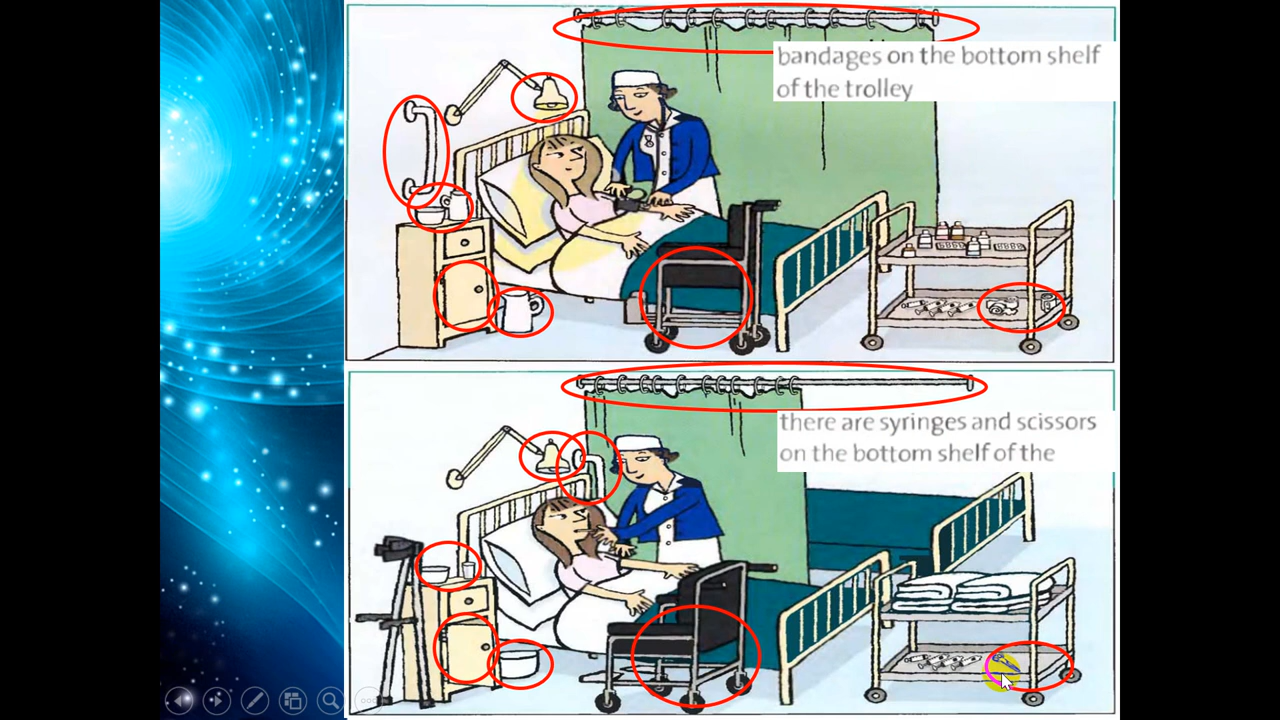 bandages on the bottom shelf
of the trolley
there are syringes and scissors
on the bottom shelf of the